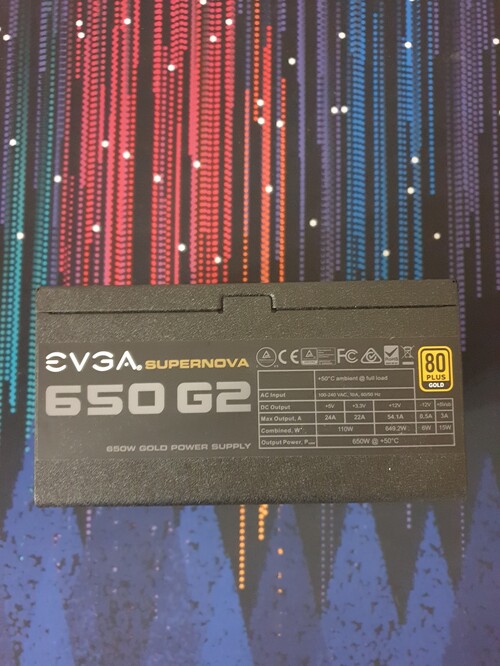 EVGA. SUPERNOVA
650 G2
650W GOLD POWER SUPPLY
80
PLUS
GOLD
+50°C ambient @ full load
AC Input 100-240 VAC, 10A, 50/60 Hz
DC Output +5V +3.3V +12V -12V +5Vsb
Max Output, A 24A 22A 54.1A 0.5A 3A
Combined, W 110W 649.2W 6W 15W
Output Power, P 650W @ +50°C